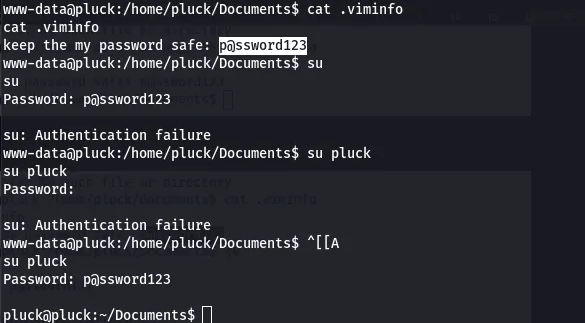 www-data@pluck:/home/pluck/Documents$ cat .viminfo
cat .viminfo
keep the my password safe: p@ssword123
www-data@pluck:/home/pluck/Documents$ su
su
Password: p@ssword123
su: Authentication failure
www-data@pluck:/home/pluck/Documents$ su pluck
su pluck
Password:
su: Authentication failure
www-data@pluck:/home/pluck/Documents$ ^[[A
su pluck
Password: p@ssword123
pluck@pluck:~/Documents$